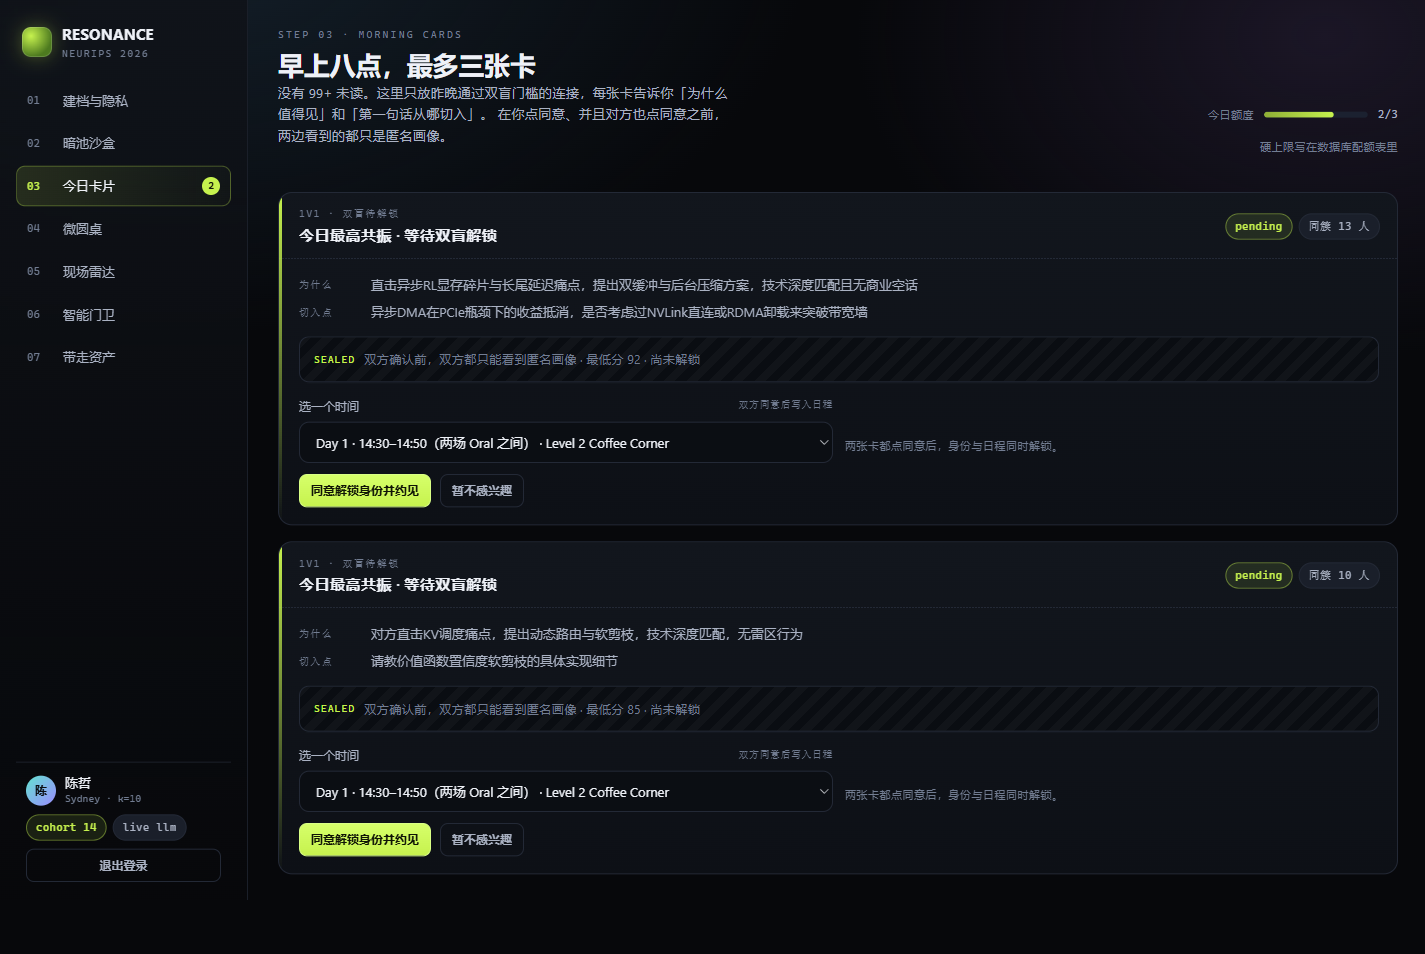 RESONANCE
NEURIPS 2026
01 建档与隐私
02 暗池沙盒
03 今日卡片 2
04 微圆桌
05 现场雷达
06 智能门卫
07 带走资产
陈
陈哲
Sydney · k=10
cohort 14 live llm
退出登录
STEP 03 · MORNING CARDS
早上八点，最多三张卡
没有 99+ 未读。这里只放昨晚通过双盲门槛的连接，每张卡告诉你「为什么
值得见」和「第一句话从哪切入」。 在你点同意、并且对方也点同意之前，
两边看到的都只是匿名画像。
今日额度 2/3
硬上限写在数据库配额表里
1V1 · 双盲待解锁
今日最高共振 · 等待双盲解锁
pending 同簇 13 人
为什么 直击异步RL显存碎片与长尾延迟痛点，提出双缓冲与后台压缩方案，技术深度匹配且无商业空话
切入点 异步DMA在PCIe瓶颈下的收益抵消，是否考虑过NVLink直连或RDMA卸载来突破带宽墙
SEALED 双方确认前，双方都只能看到匿名画像 · 最低分 92 · 尚未解锁
选一个时间 双方同意后写入日程
Day 1 · 14:30–14:50（两场 Oral 之间） · Level 2 Coffee Corner
两张卡都点同意后，身份与日程同时解锁。
同意解锁身份并约见 暂不感兴趣
1V1 · 双盲待解锁
今日最高共振 · 等待双盲解锁
pending 同簇 10 人
为什么 对方直击KV调度痛点，提出动态路由与软剪枝，技术深度匹配，无雷区行为
切入点 请教价值函数置信度软剪枝的具体实现细节
SEALED 双方确认前，双方都只能看到匿名画像 · 最低分 85 · 尚未解锁
选一个时间 双方同意后写入日程
Day 1 · 14:30–14:50（两场 Oral 之间） · Level 2 Coffee Corner
两张卡都点同意后，身份与日程同时解锁。
同意解锁身份并约见 暂不感兴趣